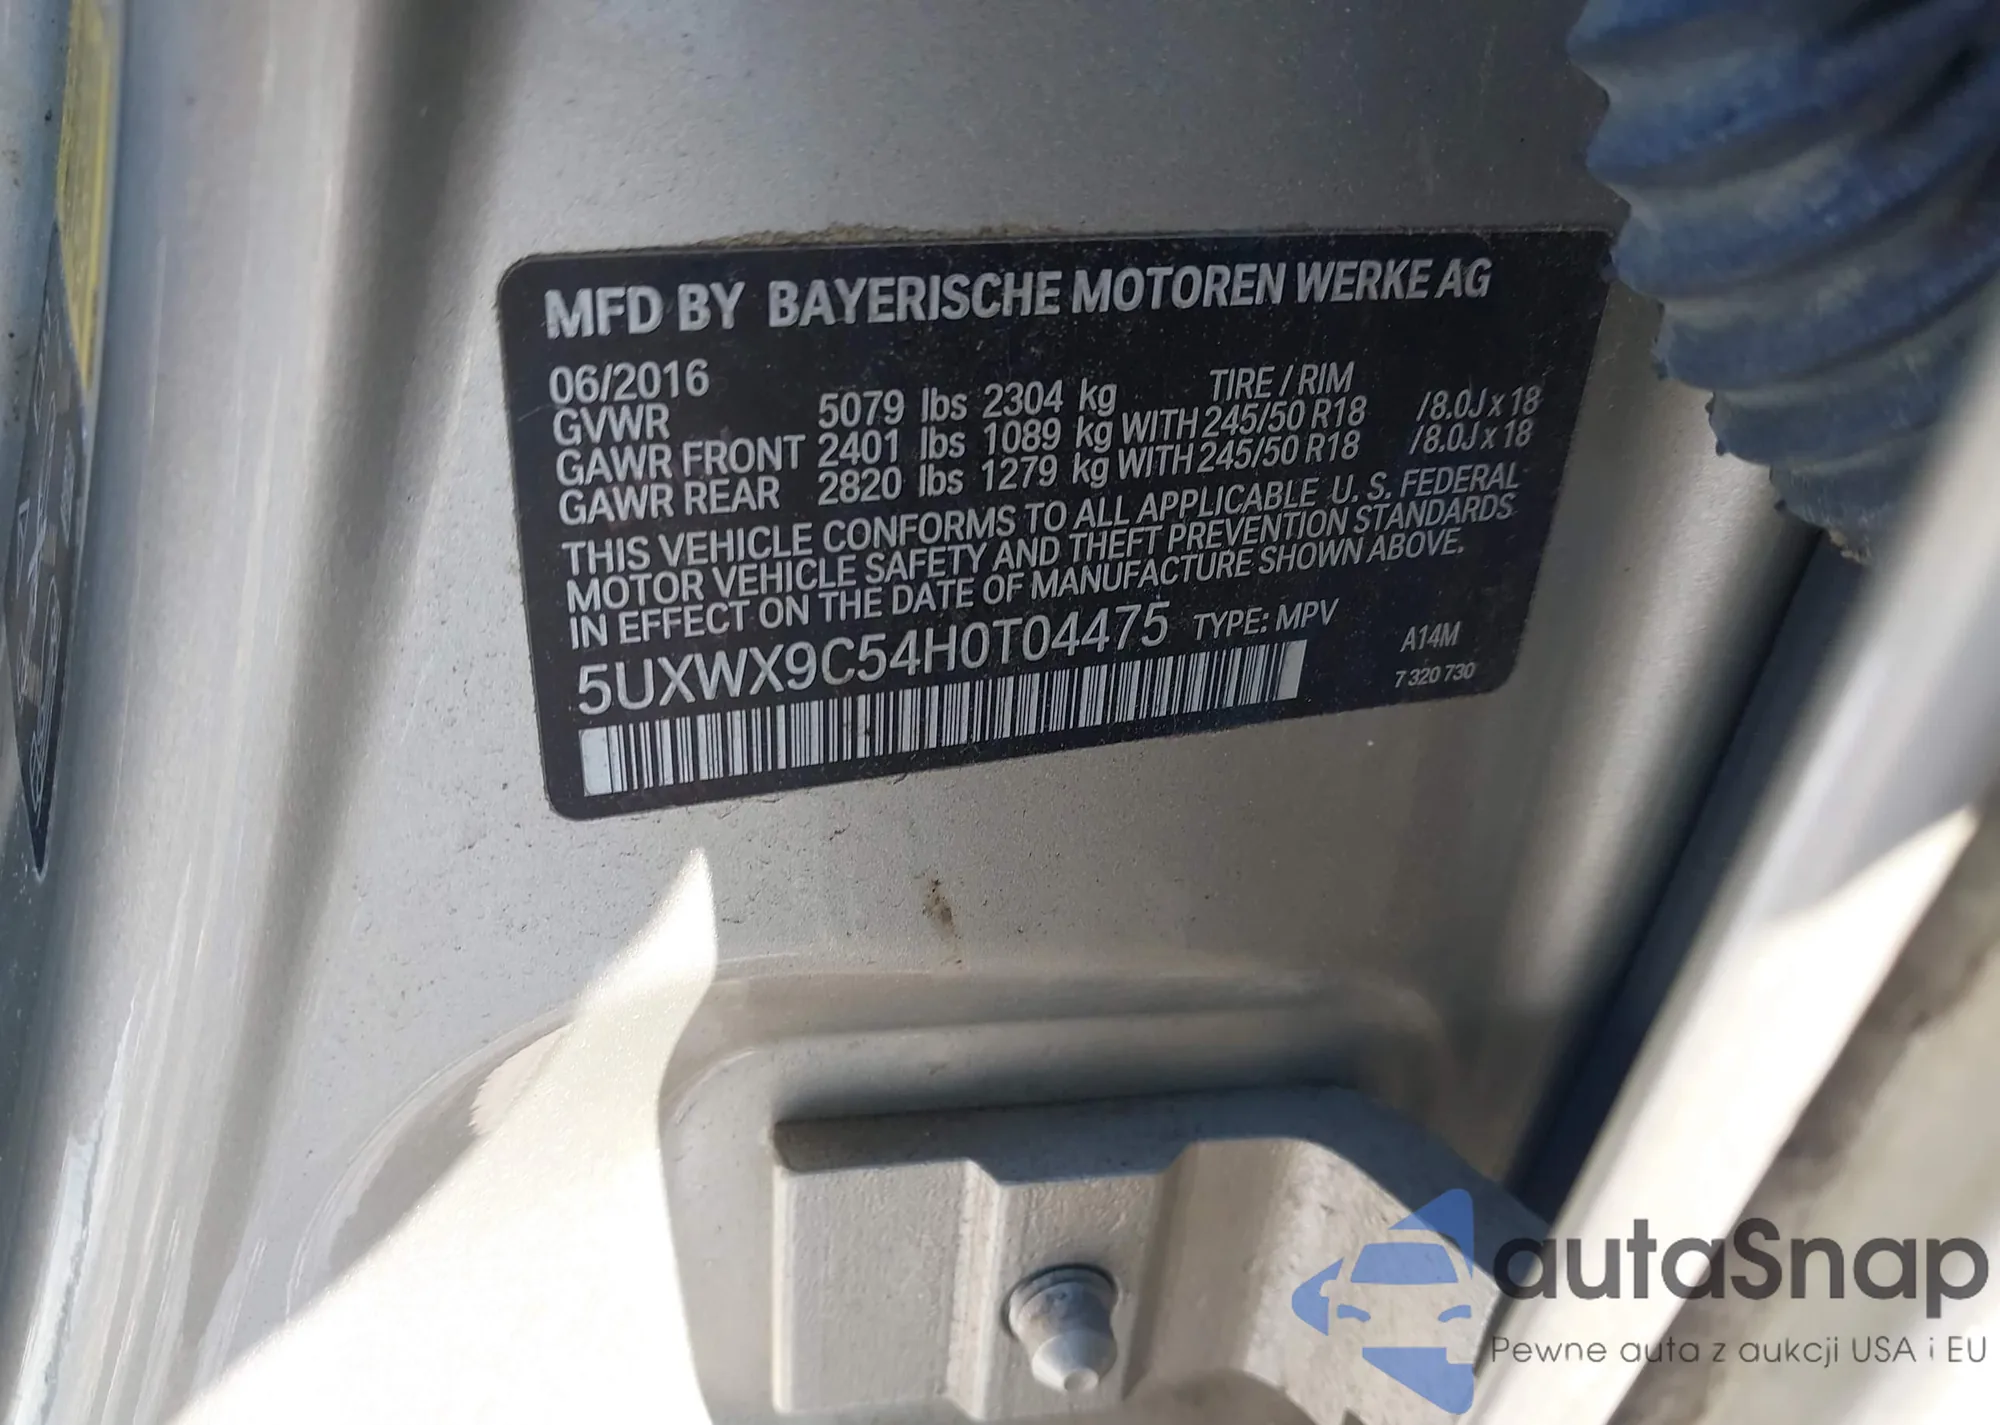 MFD BY BAYERISCHE MOTOREN WERKE AG
06/2016 TIRE / RIM
GVWR 5079 lbs 2304 kg
GAWR FRONT 2401 lbs 1089 kg WITH 245/50 R18 /8.0J x 18
GAWR REAR 2820 lbs 1279 kg WITH 245/50 R18 /8.0J x 18
THIS VEHICLE CONFORMS TO ALL APPLICABLE U. S. FEDERAL
MOTOR VEHICLE SAFETY AND THEFT PREVENTION STANDARDS
IN EFFECT ON THE DATE OF MANUFACTURE SHOWN ABOVE.
5UXWX9C54H0T04475 TYPE: MPV A14M
7 320 730
autaSnap
Pewne auta z aukcji USA i EU